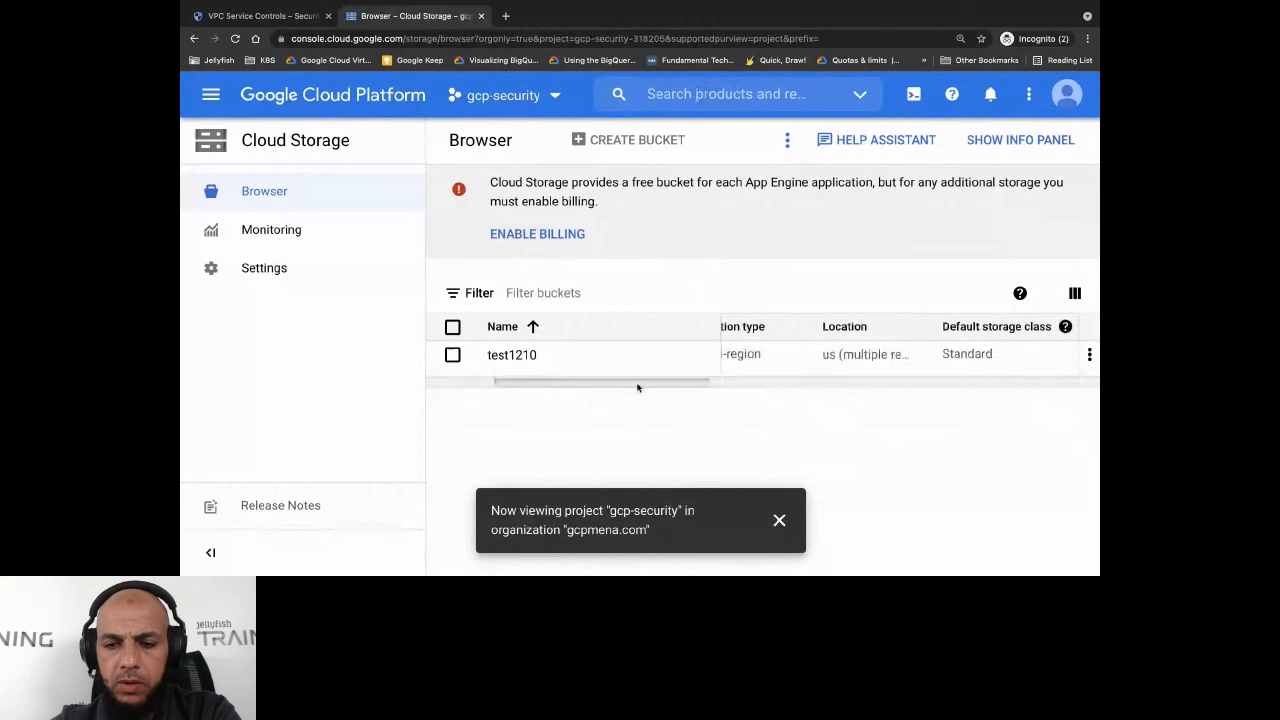 VPC Service Controls – Securi
Browser – Cloud Storage – gc
console.cloud.google.com/storage/browser?orgonly=true&project=gcp-security-318205&supportedpurview=project&prefix=
Incognito (2)
Jellyfish
K8S
Google Cloud Virt...
Google Keep
Visualizing BigQu...
Using the BigQuer...
Fundamental Tech...
Quick, Draw!
Quotas & limits |...
»
Other Bookmarks
Reading List
Google Cloud Platform
gcp-security
Search products and re...
Cloud Storage
Browser
CREATE BUCKET
HELP ASSISTANT
SHOW INFO PANEL
Browser
Monitoring
Settings
Cloud Storage provides a free bucket for each App Engine application, but for any additional storage you
must enable billing.
ENABLE BILLING
Filter Filter buckets
Name tion type Location Default storage class
test1210 -region us (multiple re... Standard
Release Notes
Now viewing project "gcp-security" in
organization "gcpmena.com"
NING
jellyfish
TRAI